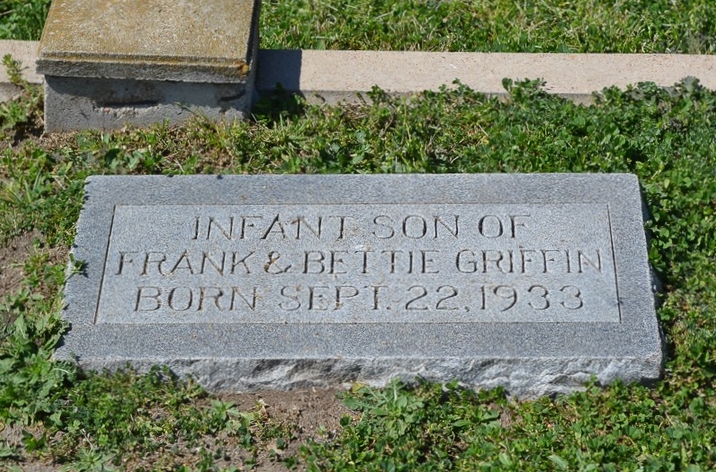 INFANT SON OF
FRANK & BETTIE GRIFFIN
BORN SEPT. 22, 1933